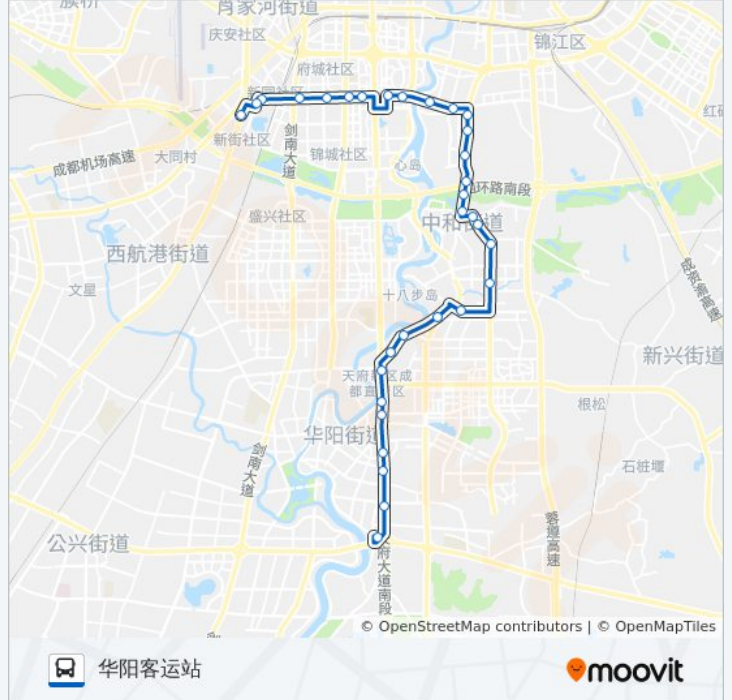 肖家河街道
庆安社区
锦江区
府城社区
新园社区
新街社区
剑南大道
锦城社区
大同村
成都机场高速
心岛
环路南段
盛兴社区
中和街道
西航港街道
文星
十八步岛
成资渝高速
新兴街道
天府新区成
都直管区
根松
华阳街道
石桩堰
剑南大道
蓉遵高速
公兴街道
天府大道南段
© OpenStreetMap contributors | © OpenMapTiles
华阳客运站
moovit